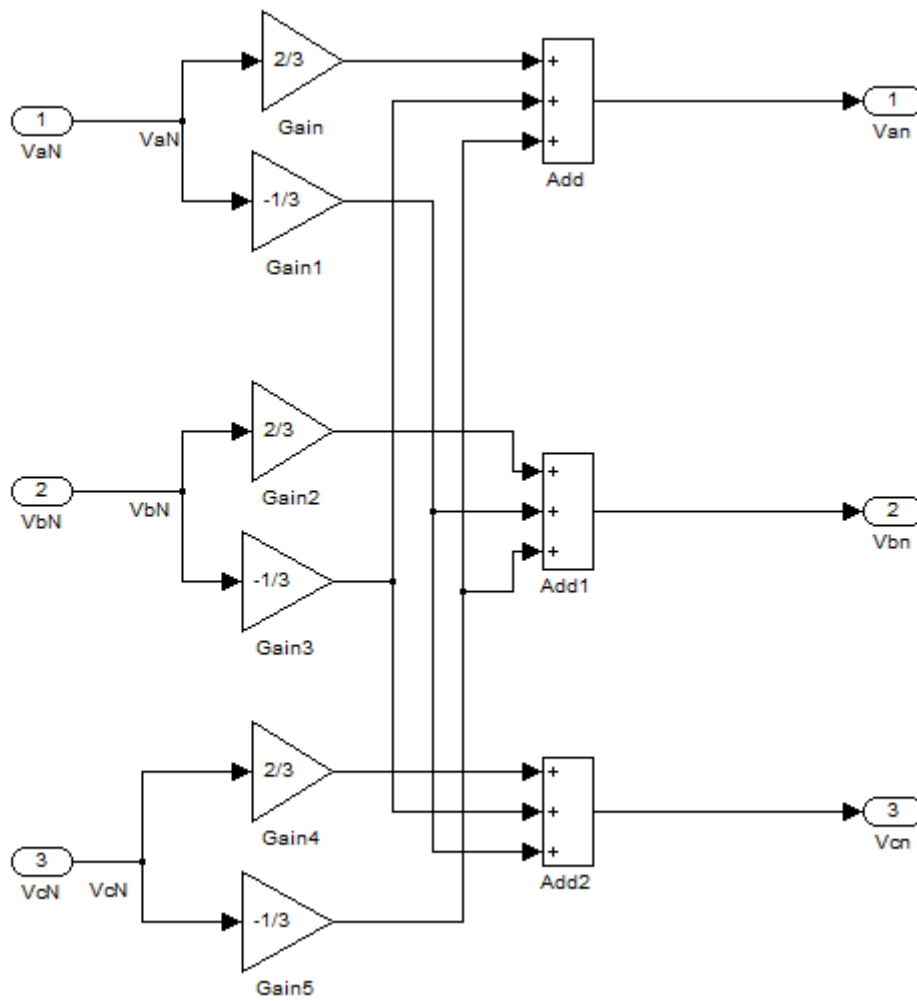 2/3
+
1
+
1
VaN
VaN
Gain
+
Van
-1/3
Add
Gain1
2/3
+
2
VbN
VbN
Gain2
+
2
Vbn
-1/3
+
Add1
Gain3
2/3
+
+
3
Vcn
Gain4
3
VcN
VcN
+
Add2
-1/3
Gain5